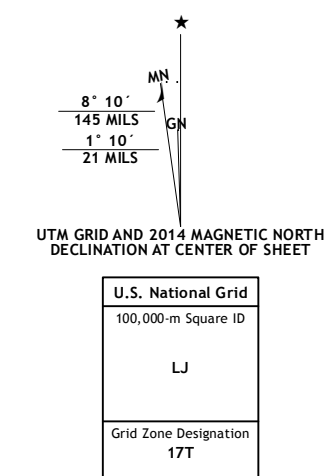 ★
MN
8° 10´
145 MILS
GN
1° 10´
21 MILS
UTM GRID AND 2014 MAGNETIC NORTH
DECLINATION AT CENTER OF SHEET
U.S. National Grid
100,000-m Square ID
LJ
Grid Zone Designation
17T